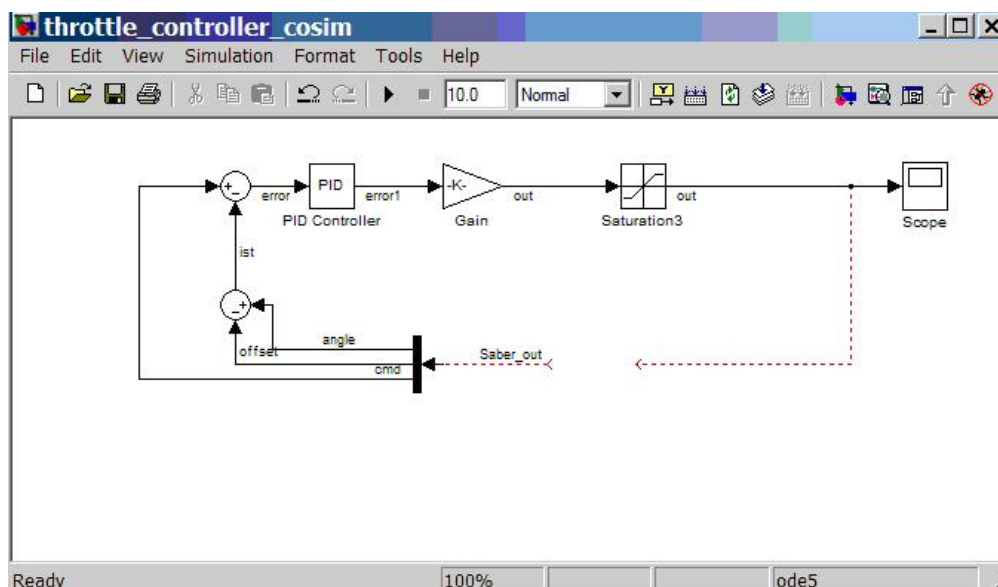 throttle_controller_cosim
File Edit View Simulation Format Tools Help
10.0 Normal
+ - error PID error1 -K- out out
PID Controller Gain Saturation3 Scope
ist
- +
angle
offset Saber_out
cmd
Ready 100% ode5